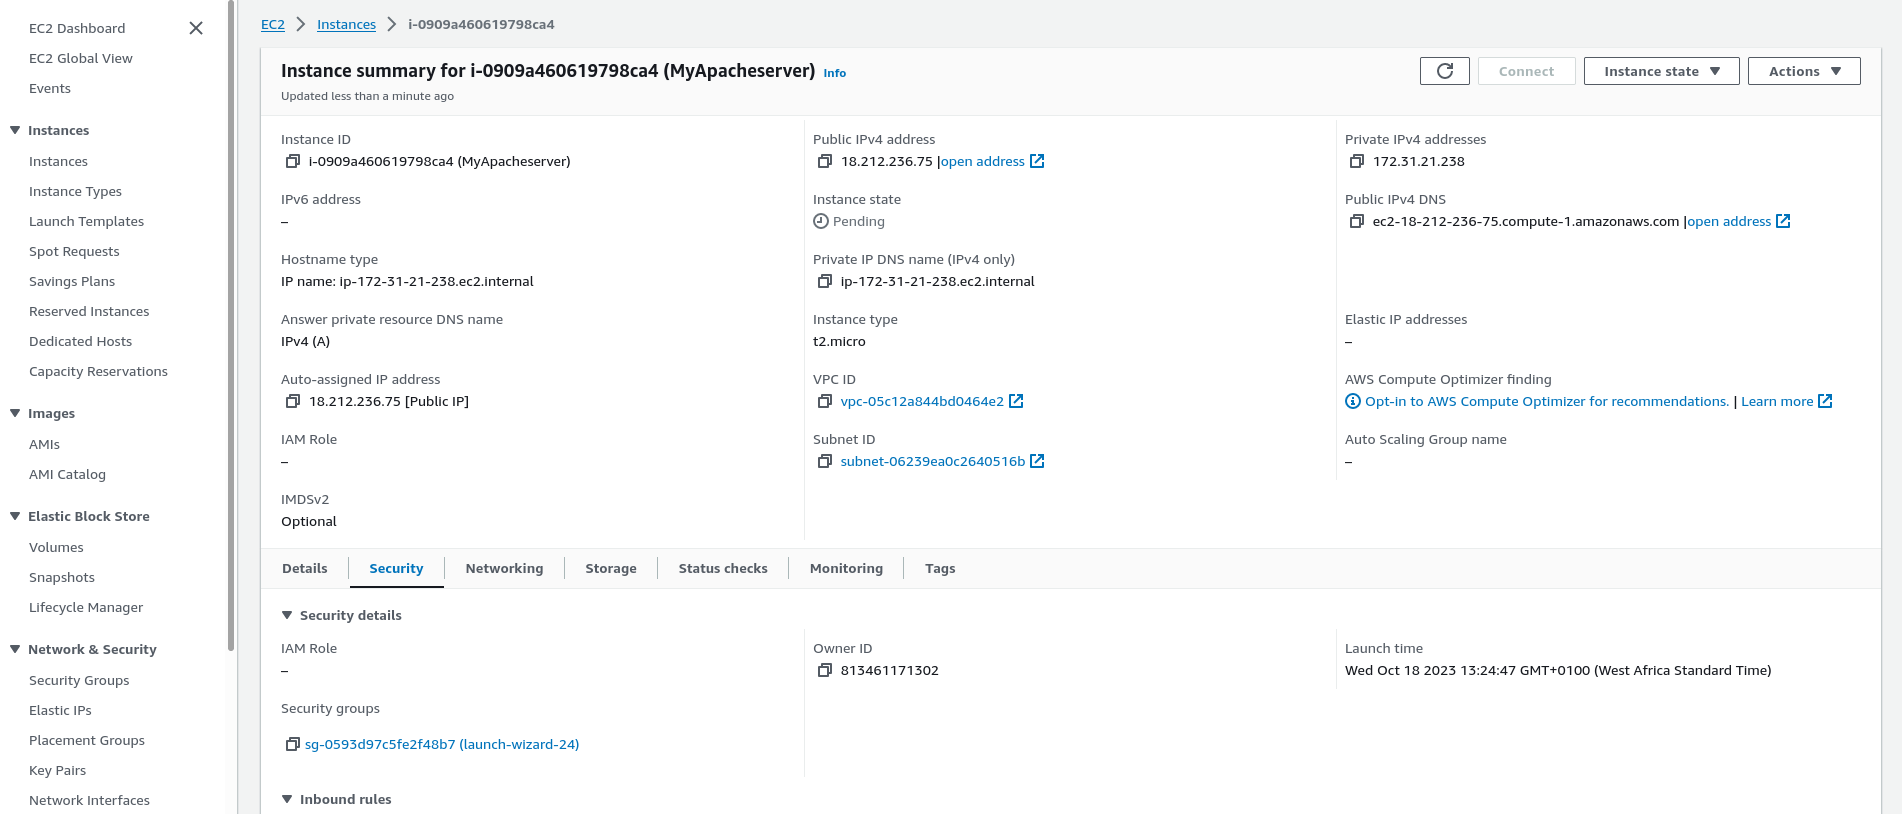 EC2 Dashboard
EC2 Global View
Events
Instances
Instances
Instance Types
Launch Templates
Spot Requests
Savings Plans
Reserved Instances
Dedicated Hosts
Capacity Reservations
Images
AMIs
AMI Catalog
Elastic Block Store
Volumes
Snapshots
Lifecycle Manager
Network & Security
Security Groups
Elastic IPs
Placement Groups
Key Pairs
Network Interfaces
EC2 > Instances > i-0909a460619798ca4
Instance summary for i-0909a460619798ca4 (MyApacheserver) Info
Updated less than a minute ago
Connect
Instance state
Actions
Instance ID
i-0909a460619798ca4 (MyApacheserver)
Public IPv4 address
18.212.236.75 |open address
Private IPv4 addresses
172.31.21.238
IPv6 address
–
Instance state
Pending
Public IPv4 DNS
ec2-18-212-236-75.compute-1.amazonaws.com |open address
Hostname type
IP name: ip-172-31-21-238.ec2.internal
Private IP DNS name (IPv4 only)
ip-172-31-21-238.ec2.internal
Answer private resource DNS name
IPv4 (A)
Instance type
t2.micro
Elastic IP addresses
–
Auto-assigned IP address
18.212.236.75 [Public IP]
VPC ID
vpc-05c12a844bd0464e2
AWS Compute Optimizer finding
Opt-in to AWS Compute Optimizer for recommendations. | Learn more
IAM Role
–
Subnet ID
subnet-06239ea0c2640516b
Auto Scaling Group name
–
IMDSv2
Optional
Details
Security
Networking
Storage
Status checks
Monitoring
Tags
Security details
IAM Role
–
Owner ID
813461171302
Launch time
Wed Oct 18 2023 13:24:47 GMT+0100 (West Africa Standard Time)
Security groups
sg-0593d97c5fe2f48b7 (launch-wizard-24)
Inbound rules